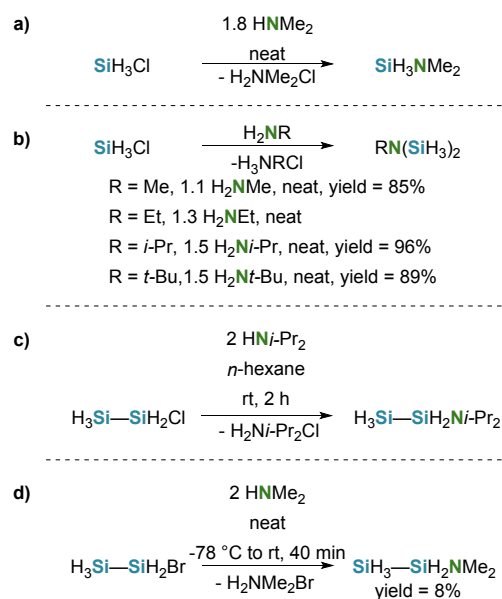 a)
1.8 HNMe2
SiH3Cl
neat
- H2NMe2Cl
SiH3NMe2
b)
SiH3Cl
H2NR
-H3NRCl
RN(SiH3)2
R = Me, 1.1 H2NMe, neat, yield = 85%
R = Et, 1.3 H2NEt, neat
R = i-Pr, 1.5 H2Ni-Pr, neat, yield = 96%
R = t-Bu,1.5 H2Nt-Bu, neat, yield = 89%
c)
2 HNi-Pr2
n-hexane
rt, 2 h
H3Si—SiH2Cl
- H2Ni-Pr2Cl
H3Si—SiH2Ni-Pr2
d)
2 HNMe2
neat
-78 °C to rt, 40 min
H3Si—SiH2Br
- H2NMe2Br
SiH3—SiH2NMe2
yield = 8%